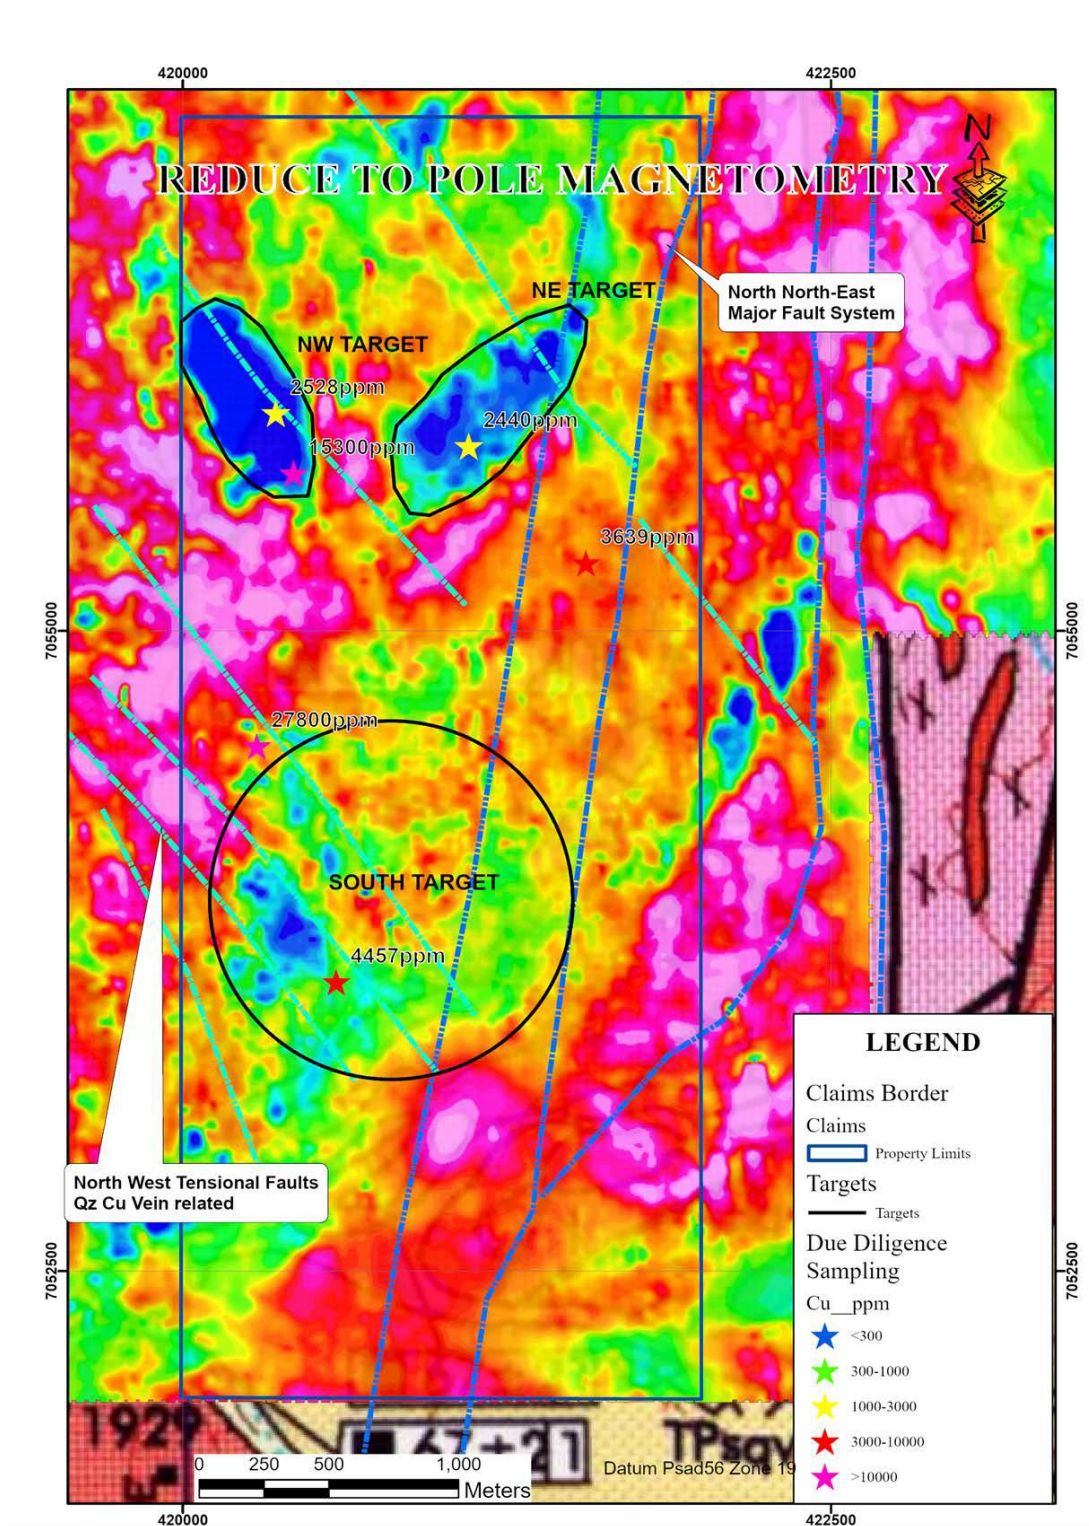 420000
422500
N
REDUCE TO POLE MAGNETOMETRY
NE TARGET
North North-East
Major Fault System
NW TARGET
2528ppm
2440ppm
15300ppm
3639ppm
7055000
7055000
27800ppm
SOUTH TARGET
4457ppm
North West Tensional Faults
Qz Cu Vein related
7052500
7052500
LEGEND
Claims Border
Claims
Property Limits
Targets
Targets
Due Diligence
Sampling
Cu__ppm
<300
300-1000
1000-3000
3000-10000
>10000
1929
TPsqv
0 250 500 1,000
Meters
Datum Psad56 Zone 19
420000
422500